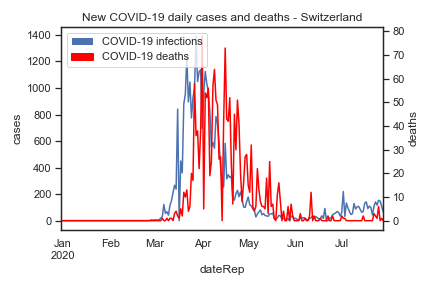 New COVID-19 daily cases and deaths - Switzerland
COVID-19 infections
COVID-19 deaths
1400
1200
1000
800
600
400
200
0
cases
80
70
60
50
40
30
20
10
0
deaths
Jan Feb Mar Apr May Jun Jul
2020
dateRep